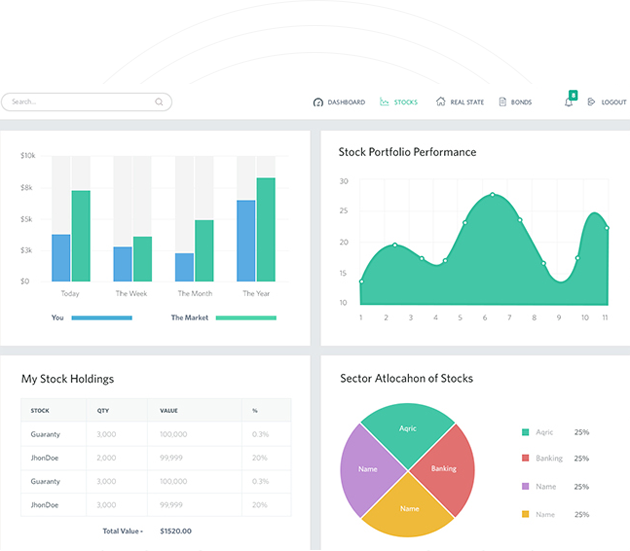 Search...
DASHBOARD STOCKS REAL STATE BONDS 8 LOGOUT
$10k
$8k
$5k
$3k
$0
Today The Week The Month The Year
You The Market
Stock Portfolio Performance
30
25
20
15
10
1 2 3 4 5 6 7 8 9 10 11
My Stock Holdings
STOCK QTY VALUE %
Guaranty 3,000 100,000 0.3%
JhonDoe 2,000 99,999 20%
Guaranty 3,000 100,000 0.3%
JhonDoe 3,000 99,999 20%
Total Value - $1520.00
Sector Atlocahon of Stocks
Aqric
Name
Banking
Name
Aqric 25%
Banking 25%
Name 25%
Name 25%